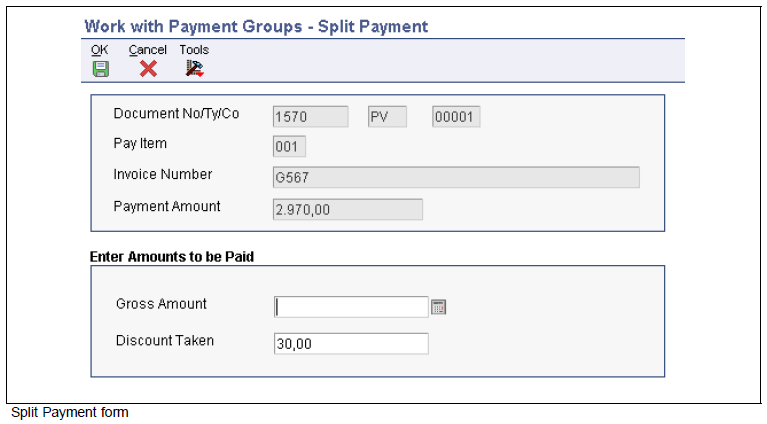 Work with Payment Groups - Split Payment
OK Cancel Tools
Document No/Ty/Co 1570 PV 00001
Pay Item 001
Invoice Number G567
Payment Amount 2.970,00
Enter Amounts to be Paid
Gross Amount
Discount Taken 30,00
Split Payment form